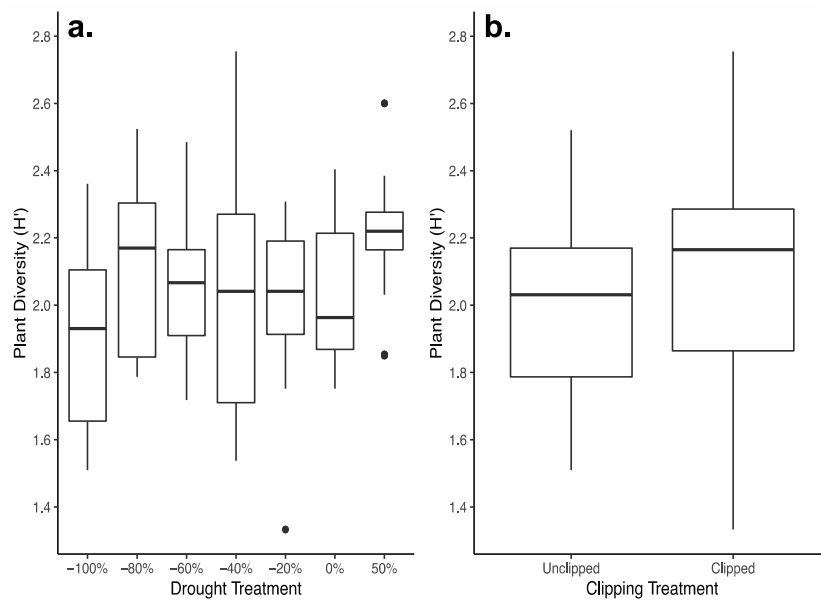 a.
2.8
2.6
2.4
2.2
2.0
1.8
1.6
1.4
Plant Diversity (H')
−100% −80% −60% −40% −20% 0% 50%
Drought Treatment
b.
2.8
2.6
2.4
2.2
2.0
1.8
1.6
1.4
Plant Diversity (H')
Unclipped Clipped
Clipping Treatment